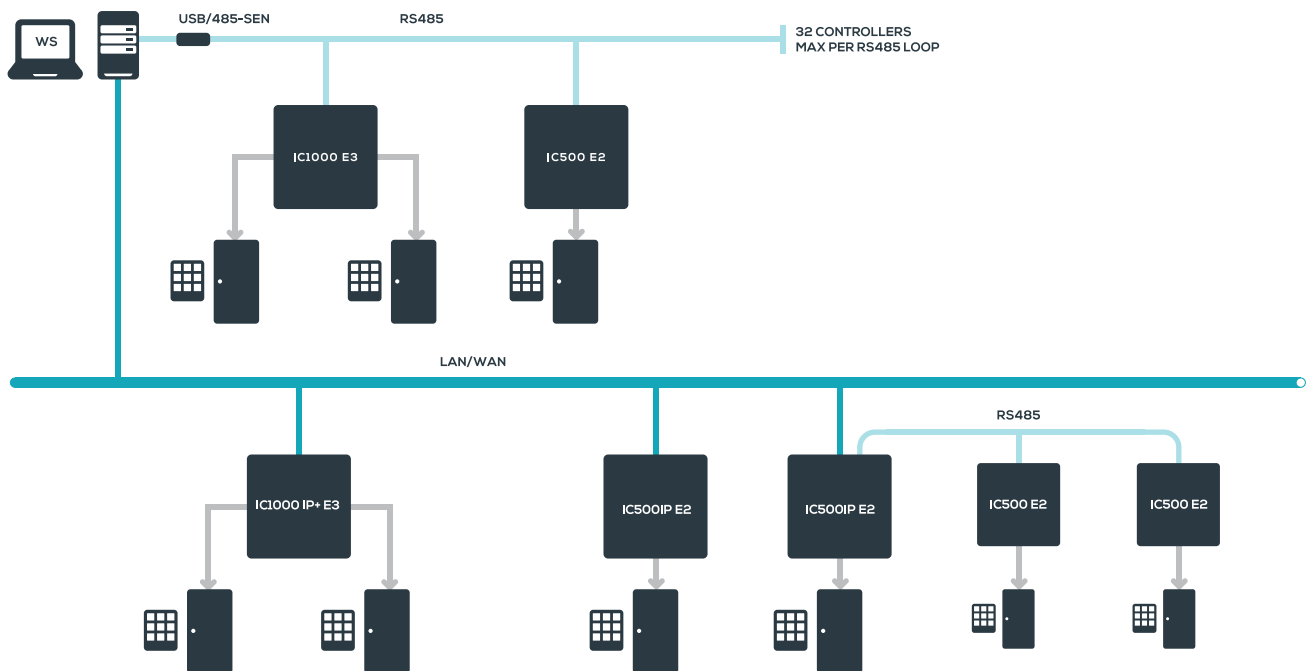 USB/485-SEN
RS485
WS
32 CONTROLLERS
MAX PER RS485 LOOP
IC1000 E3
IC500 E2
LAN/WAN
RS485
IC1000 IP+ E3
IC500IP E2
IC500IP E2
IC500 E2
IC500 E2